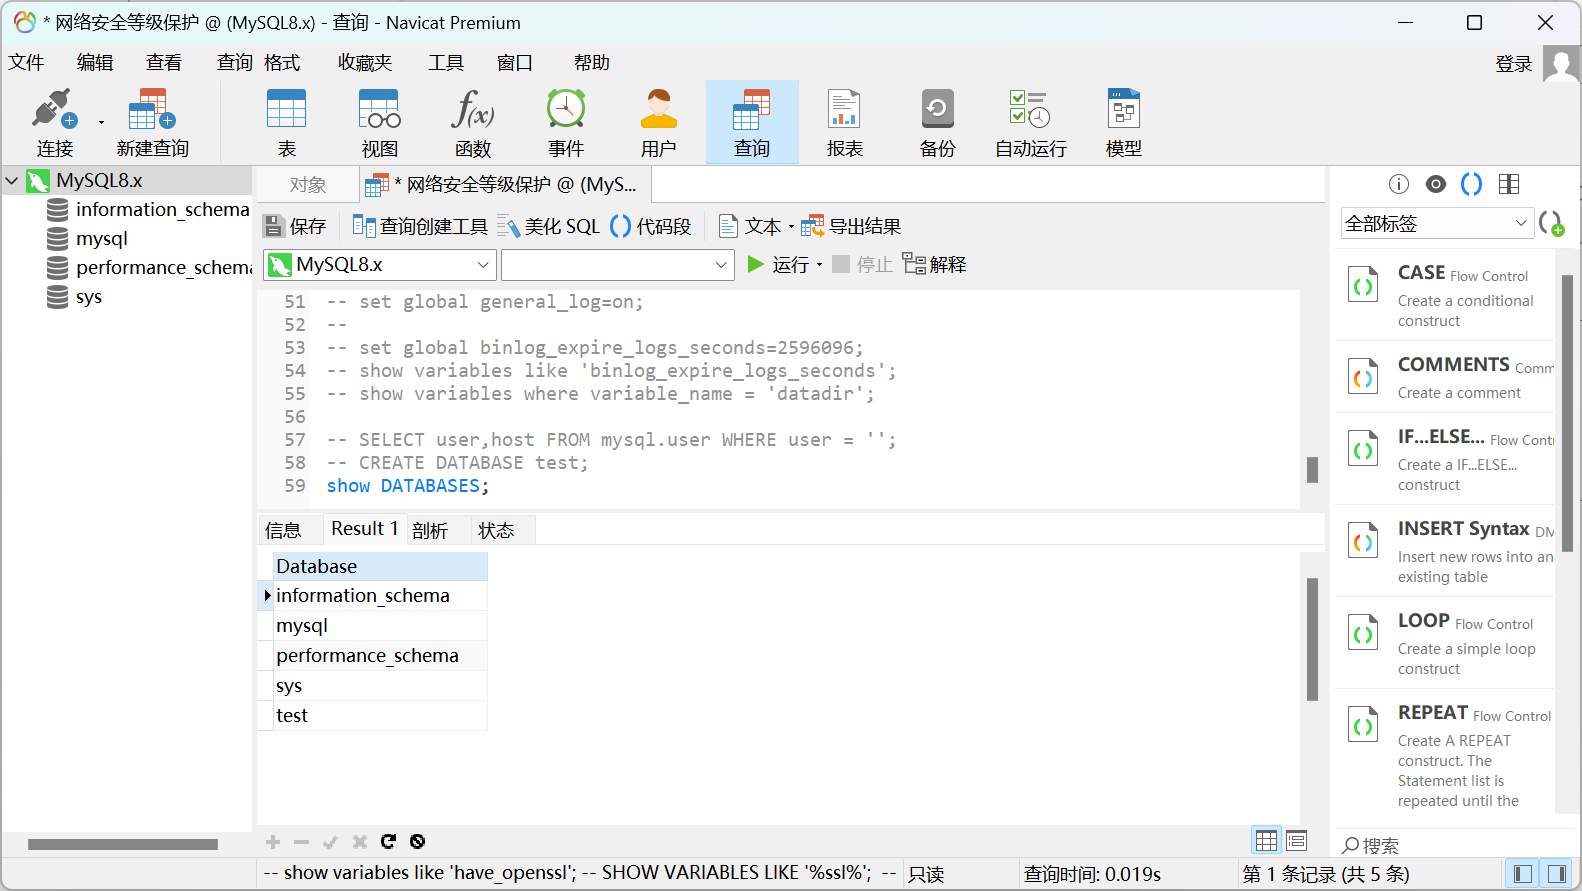 * 网络安全等级保护 @ (MySQL8.x) - 查询 - Navicat Premium
文件 编辑 查看 查询 格式 收藏夹 工具 窗口 帮助 登录
连接 新建查询 表 视图 函数 事件 用户 查询 报表 备份 自动运行 模型
MySQL8.x
information_schema
mysql
performance_schema
sys
对象 * 网络安全等级保护 @ (MyS...
保存 查询创建工具 美化 SQL 代码段 文本 导出结果
MySQL8.x 运行 停止 解释
51 -- set global general_log=on;
52 --
53 -- set global binlog_expire_logs_seconds=2596096;
54 -- show variables like 'binlog_expire_logs_seconds';
55 -- show variables where variable_name = 'datadir';
56
57 -- SELECT user,host FROM mysql.user WHERE user = '';
58 -- CREATE DATABASE test;
59 show DATABASES;
信息 Result 1 剖析 状态
Database
information_schema
mysql
performance_schema
sys
test
全部标签
CASE Flow Control
Create a conditional
construct
COMMENTS Comm
Create a comment
IF...ELSE... Flow Cont
Create a IF...ELSE...
construct
INSERT Syntax DM
Insert new rows into an
existing table
LOOP Flow Control
Create a simple loop
construct
REPEAT Flow Control
Create A REPEAT
construct. The
Statement list is
repeated until the
搜索
-- show variables like 'have_openssl'; -- SHOW VARIABLES LIKE '%ssl%'; -- 只读 查询时间: 0.019s 第 1 条记录 (共 5 条)